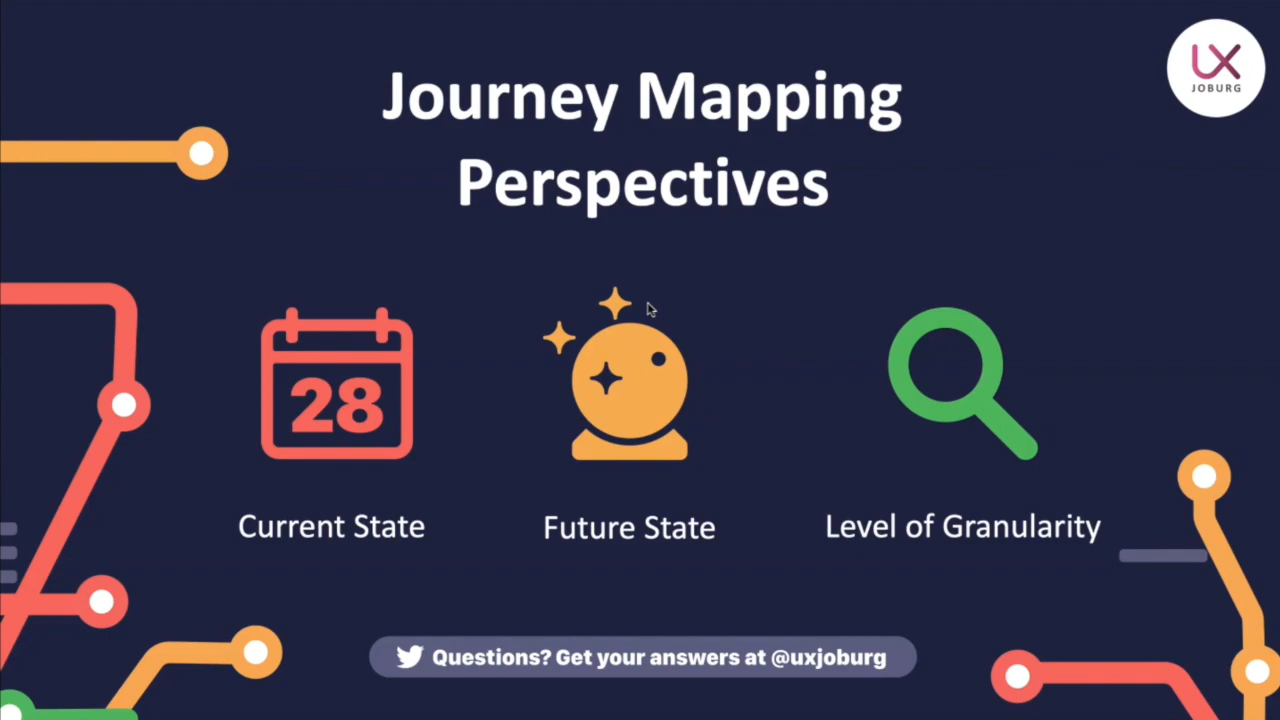 Journey Mapping
Perspectives
UX
JOBURG
28
Current State
Future State
Level of Granularity
Questions? Get your answers at @uxjoburg